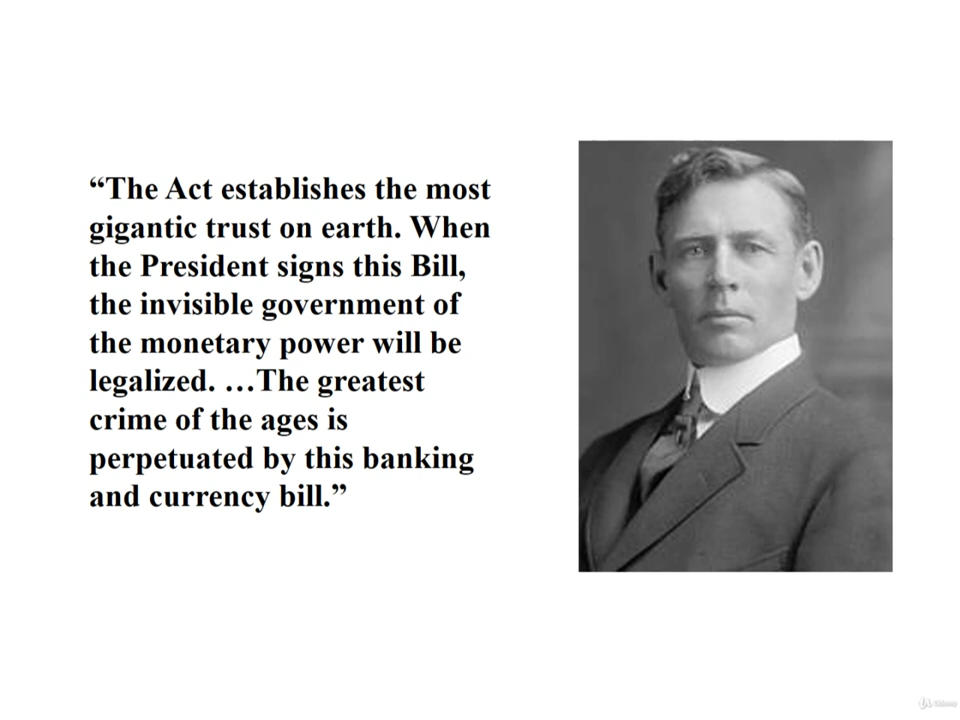 “The Act establishes the most
gigantic trust on earth. When
the President signs this Bill,
the invisible government of
the monetary power will be
legalized. …The greatest
crime of the ages is
perpetuated by this banking
and currency bill.”